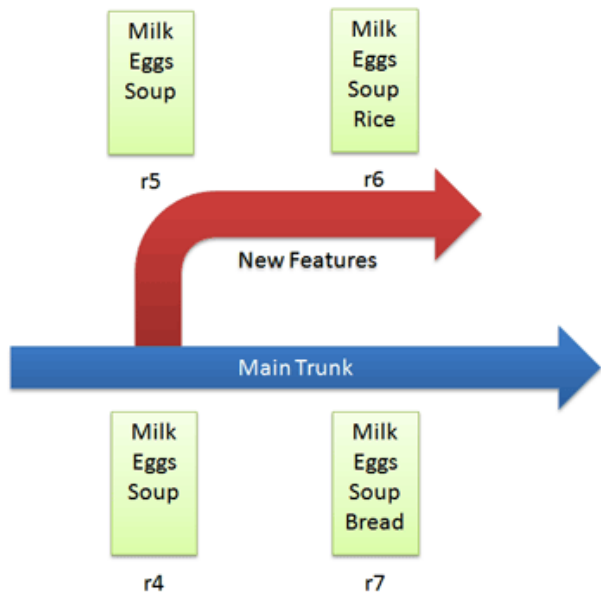 Milk
Eggs
Soup
r5
Milk
Eggs
Soup
Rice
r6
New Features
Main Trunk
Milk
Eggs
Soup
r4
Milk
Eggs
Soup
Bread
r7